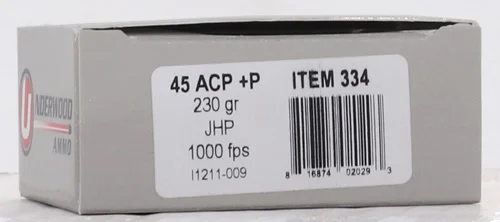 UNDERWOOD
AMMO
45 ACP +P
230 gr
JHP
1000 fps
I1211-009
ITEM 334
8 16874 02029 3